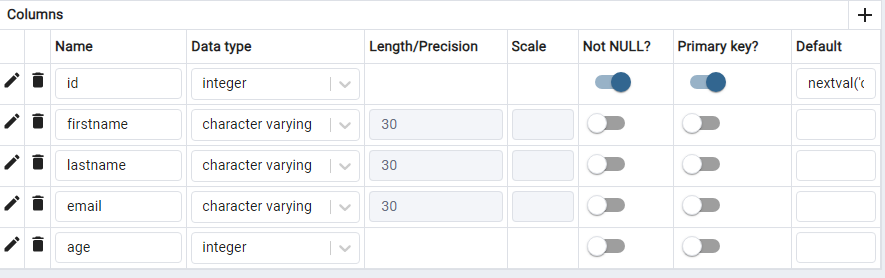 Columns
Name Data type Length/Precision Scale Not NULL? Primary key? Default
id integer nextval('c
firstname character varying 30
lastname character varying 30
email character varying 30
age integer